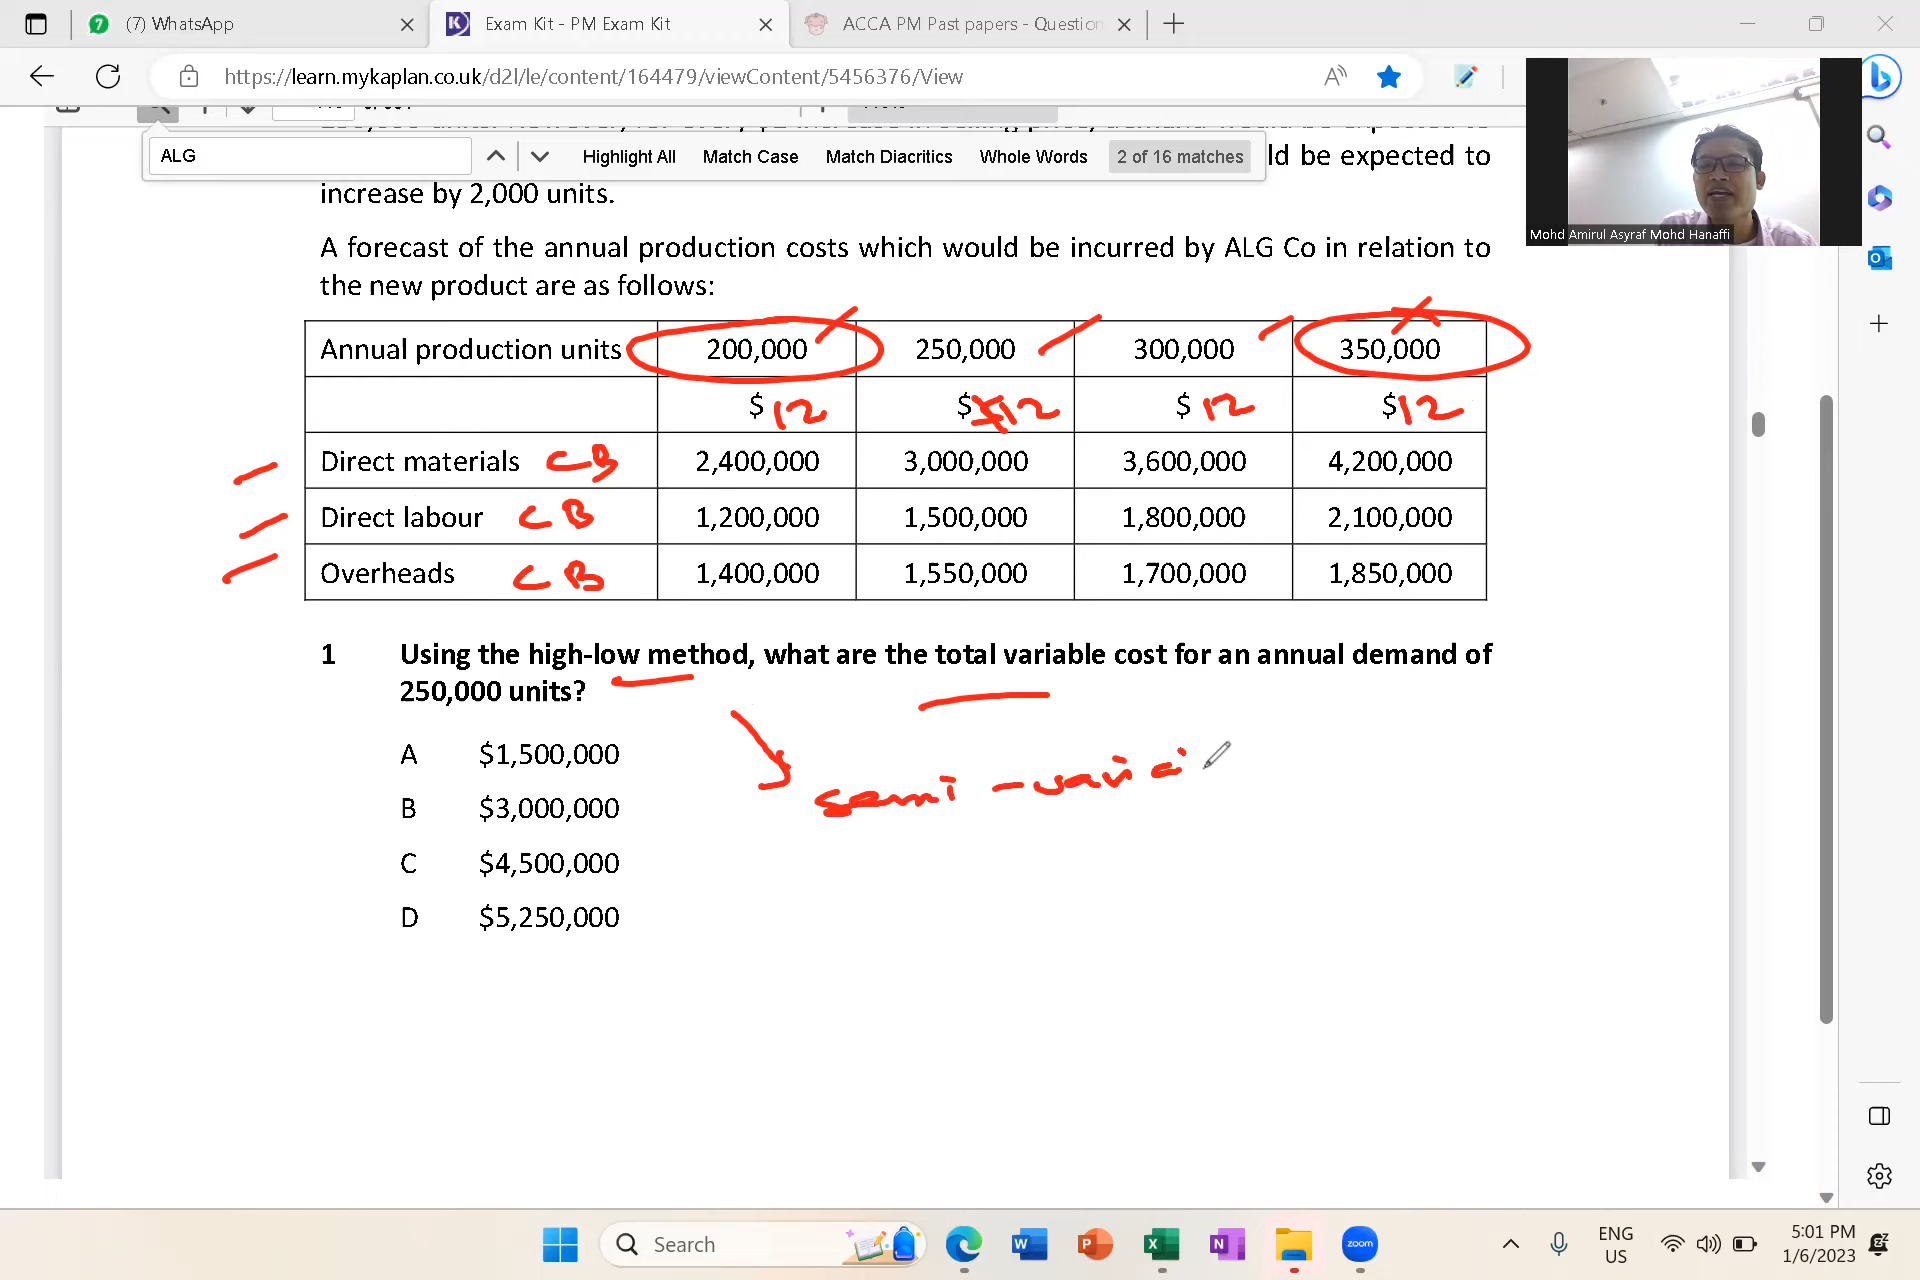 (7) WhatsApp
Exam Kit - PM Exam Kit
ACCA PM Past papers - Question
https://learn.mykaplan.co.uk/d2l/le/content/164479/viewContent/5456376/View
ALG
Highlight All Match Case Match Diacritics Whole Words 2 of 16 matches
ld be expected to
increase by 2,000 units.
Mohd Amirul Asyraf Mohd Hanaffi
A forecast of the annual production costs which would be incurred by ALG Co in relation to
the new product are as follows:
Annual production units 200,000 250,000 300,000 350,000
$ 12 $ 12 $ 12 $ 12
Direct materials CB 2,400,000 3,000,000 3,600,000 4,200,000
Direct labour CB 1,200,000 1,500,000 1,800,000 2,100,000
Overheads CB 1,400,000 1,550,000 1,700,000 1,850,000
1 Using the high-low method, what are the total variable cost for an annual demand of
250,000 units?
semi -vari
A $1,500,000
B $3,000,000
C $4,500,000
D $5,250,000
Search
zoom
ENG
US
5:01 PM
1/6/2023